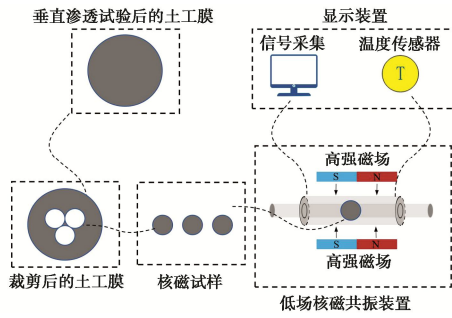 垂直渗透试验后的土工膜
显示装置
信号采集
温度传感器
T
高强磁场
S N
S N
高强磁场
裁剪后的土工膜
核磁试样
低场核磁共振装置